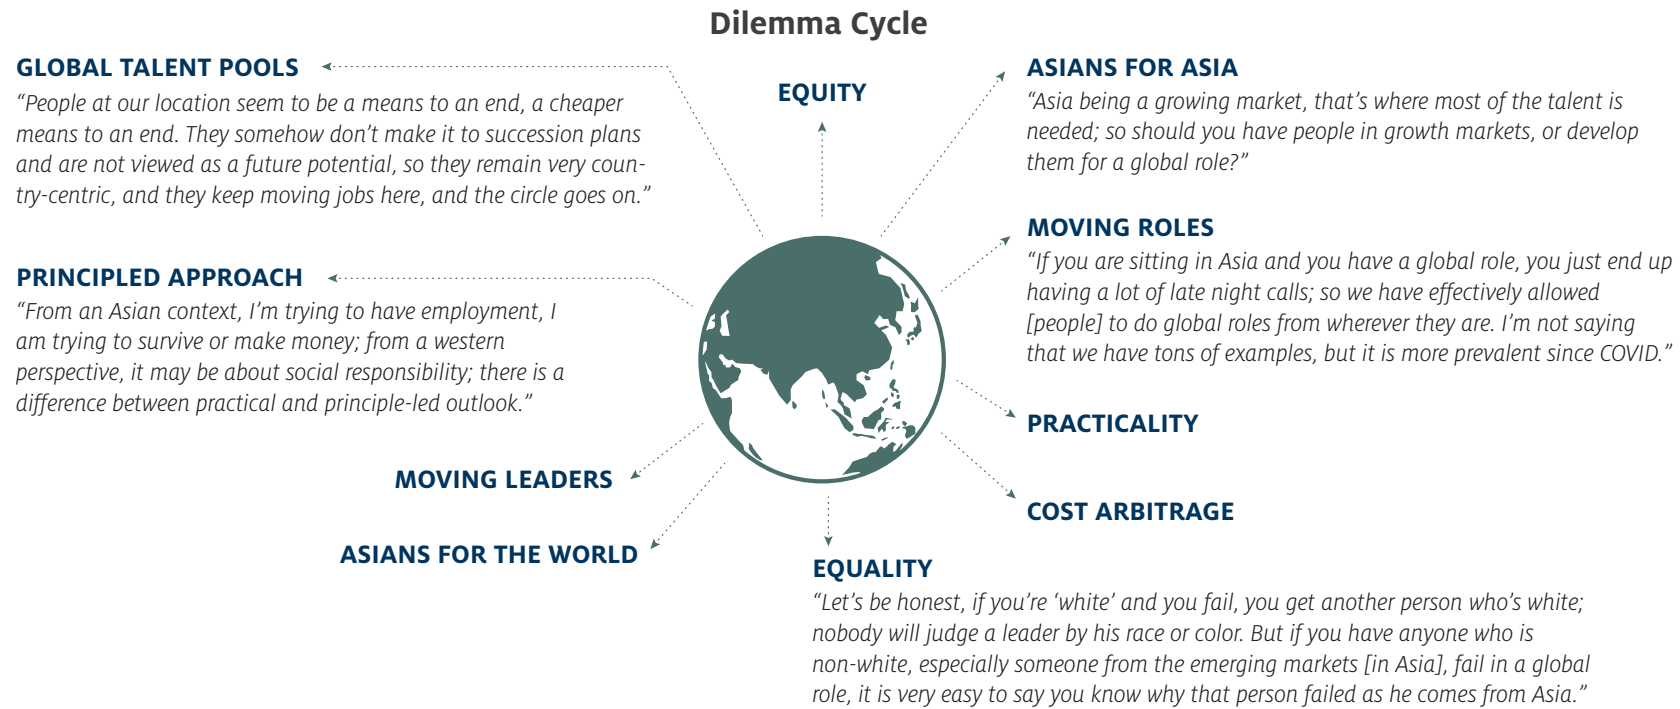 Dilemma Cycle
GLOBAL TALENT POOLS
“People at our location seem to be a means to an end, a cheaper
means to an end. They somehow don’t make it to succession plans
and are not viewed as a future potential, so they remain very coun-
try-centric, and they keep moving jobs here, and the circle goes on.”
EQUITY
ASIANS FOR ASIA
“Asia being a growing market, that’s where most of the talent is
needed; so should you have people in growth markets, or develop
them for a global role?”
MOVING ROLES
“If you are sitting in Asia and you have a global role, you just end up
having a lot of late night calls; so we have effectively allowed
[people] to do global roles from wherever they are. I’m not saying
that we have tons of examples, but it is more prevalent since COVID.”
PRINCIPLED APPROACH
“From an Asian context, I’m trying to have employment, I
am trying to survive or make money; from a western
perspective, it may be about social responsibility; there is a
difference between practical and principle-led outlook.”
PRACTICALITY
MOVING LEADERS
COST ARBITRAGE
ASIANS FOR THE WORLD
EQUALITY
“Let’s be honest, if you’re ‘white’ and you fail, you get another person who’s white;
nobody will judge a leader by his race or color. But if you have anyone who is
non-white, especially someone from the emerging markets [in Asia], fail in a global
role, it is very easy to say you know why that person failed as he comes from Asia.”